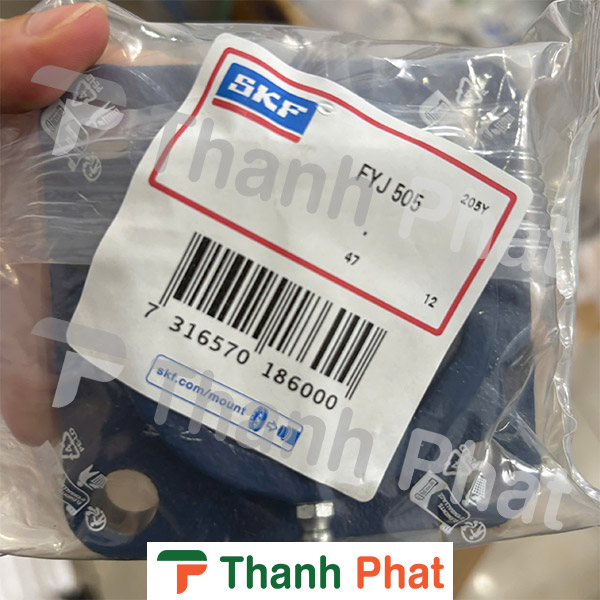 SKF
FYJ 505
205Y
47
12
7 316570 186000
skf.com/mount
Thanh Phat
Thanh Phat
Thanh Phat